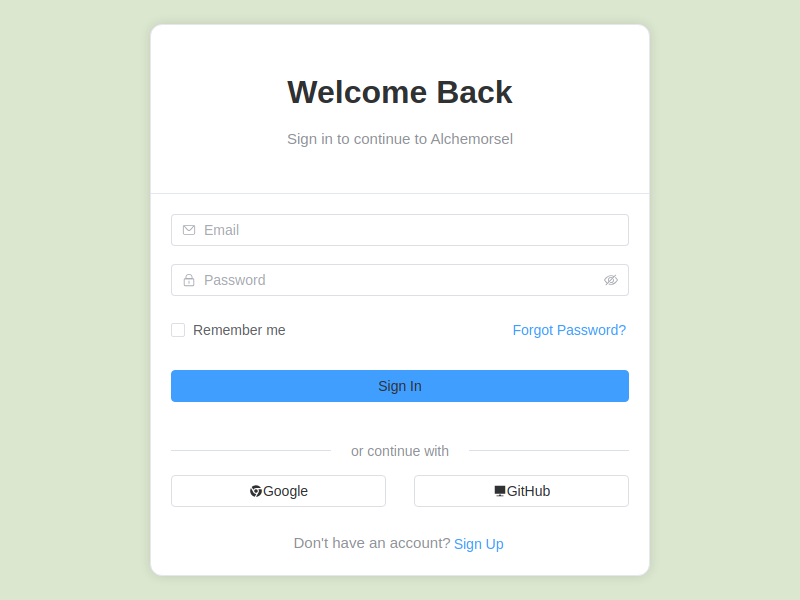 Welcome Back
Sign in to continue to Alchemorsel
Email
Password
Remember me
Forgot Password?
Sign In
or continue with
Google
GitHub
Don't have an account? Sign Up